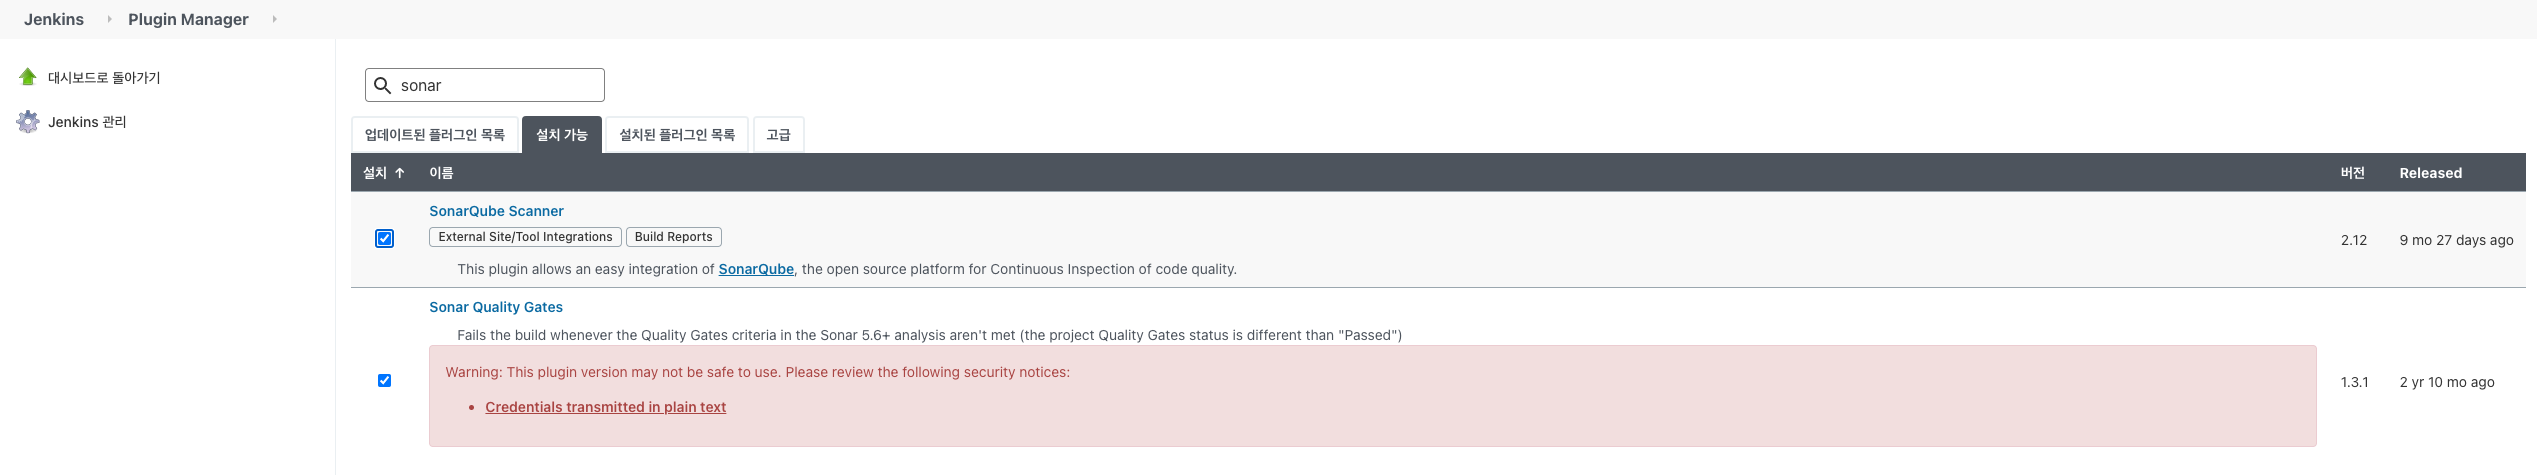 Jenkins Plugin Manager
대시보드로 돌아가기
Jenkins 관리
sonar
업데이트된 플러그인 목록 설치 가능 설치된 플러그인 목록 고급
설치 ↑ 이름 버전 Released
SonarQube Scanner
External Site/Tool Integrations Build Reports
This plugin allows an easy integration of SonarQube, the open source platform for Continuous Inspection of code quality.
2.12 9 mo 27 days ago
Sonar Quality Gates
Fails the build whenever the Quality Gates criteria in the Sonar 5.6+ analysis aren't met (the project Quality Gates status is different than "Passed")
Warning: This plugin version may not be safe to use. Please review the following security notices:
• Credentials transmitted in plain text
1.3.1 2 yr 10 mo ago